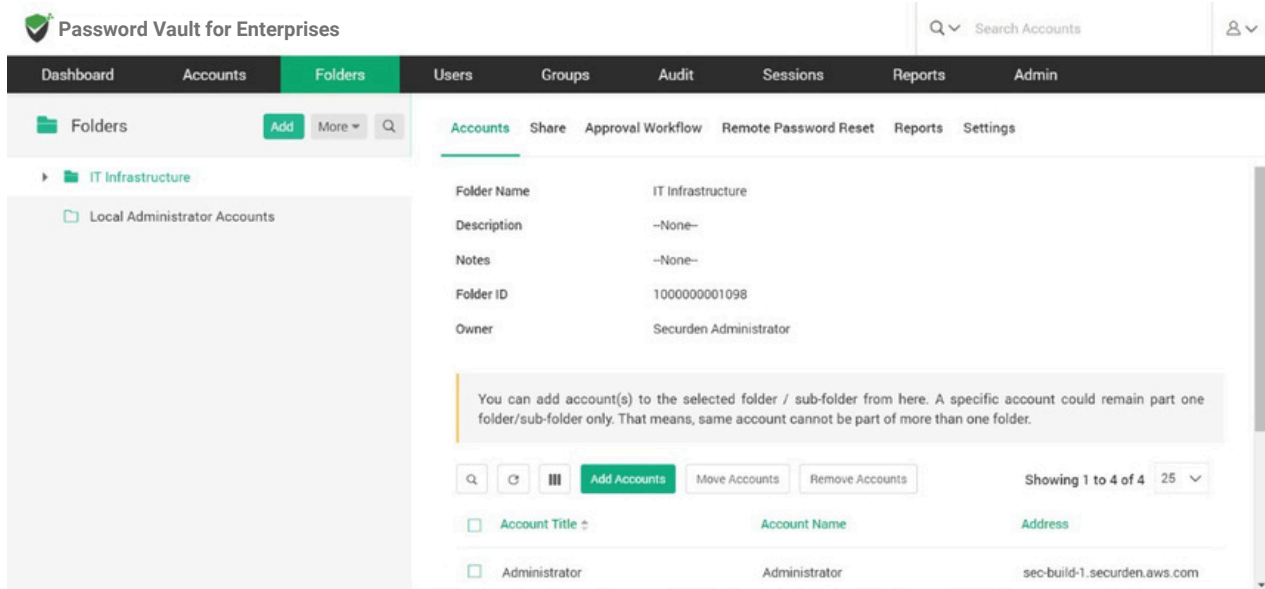 Password Vault for Enterprises
Search Accounts
Dashboard Accounts Folders Users Groups Audit Sessions Reports Admin
Folders Add More
Accounts Share Approval Workflow Remote Password Reset Reports Settings
IT Infrastructure
Local Administrator Accounts
Folder Name IT Infrastructure
Description --None--
Notes --None--
Folder ID 1000000001098
Owner Securden Administrator
You can add account(s) to the selected folder / sub-folder from here. A specific account could remain part one
folder/sub-folder only. That means, same account cannot be part of more than one folder.
Add Accounts Move Accounts Remove Accounts Showing 1 to 4 of 4 25
Account Title Account Name Address
Administrator Administrator sec-build-1.securden.aws.com